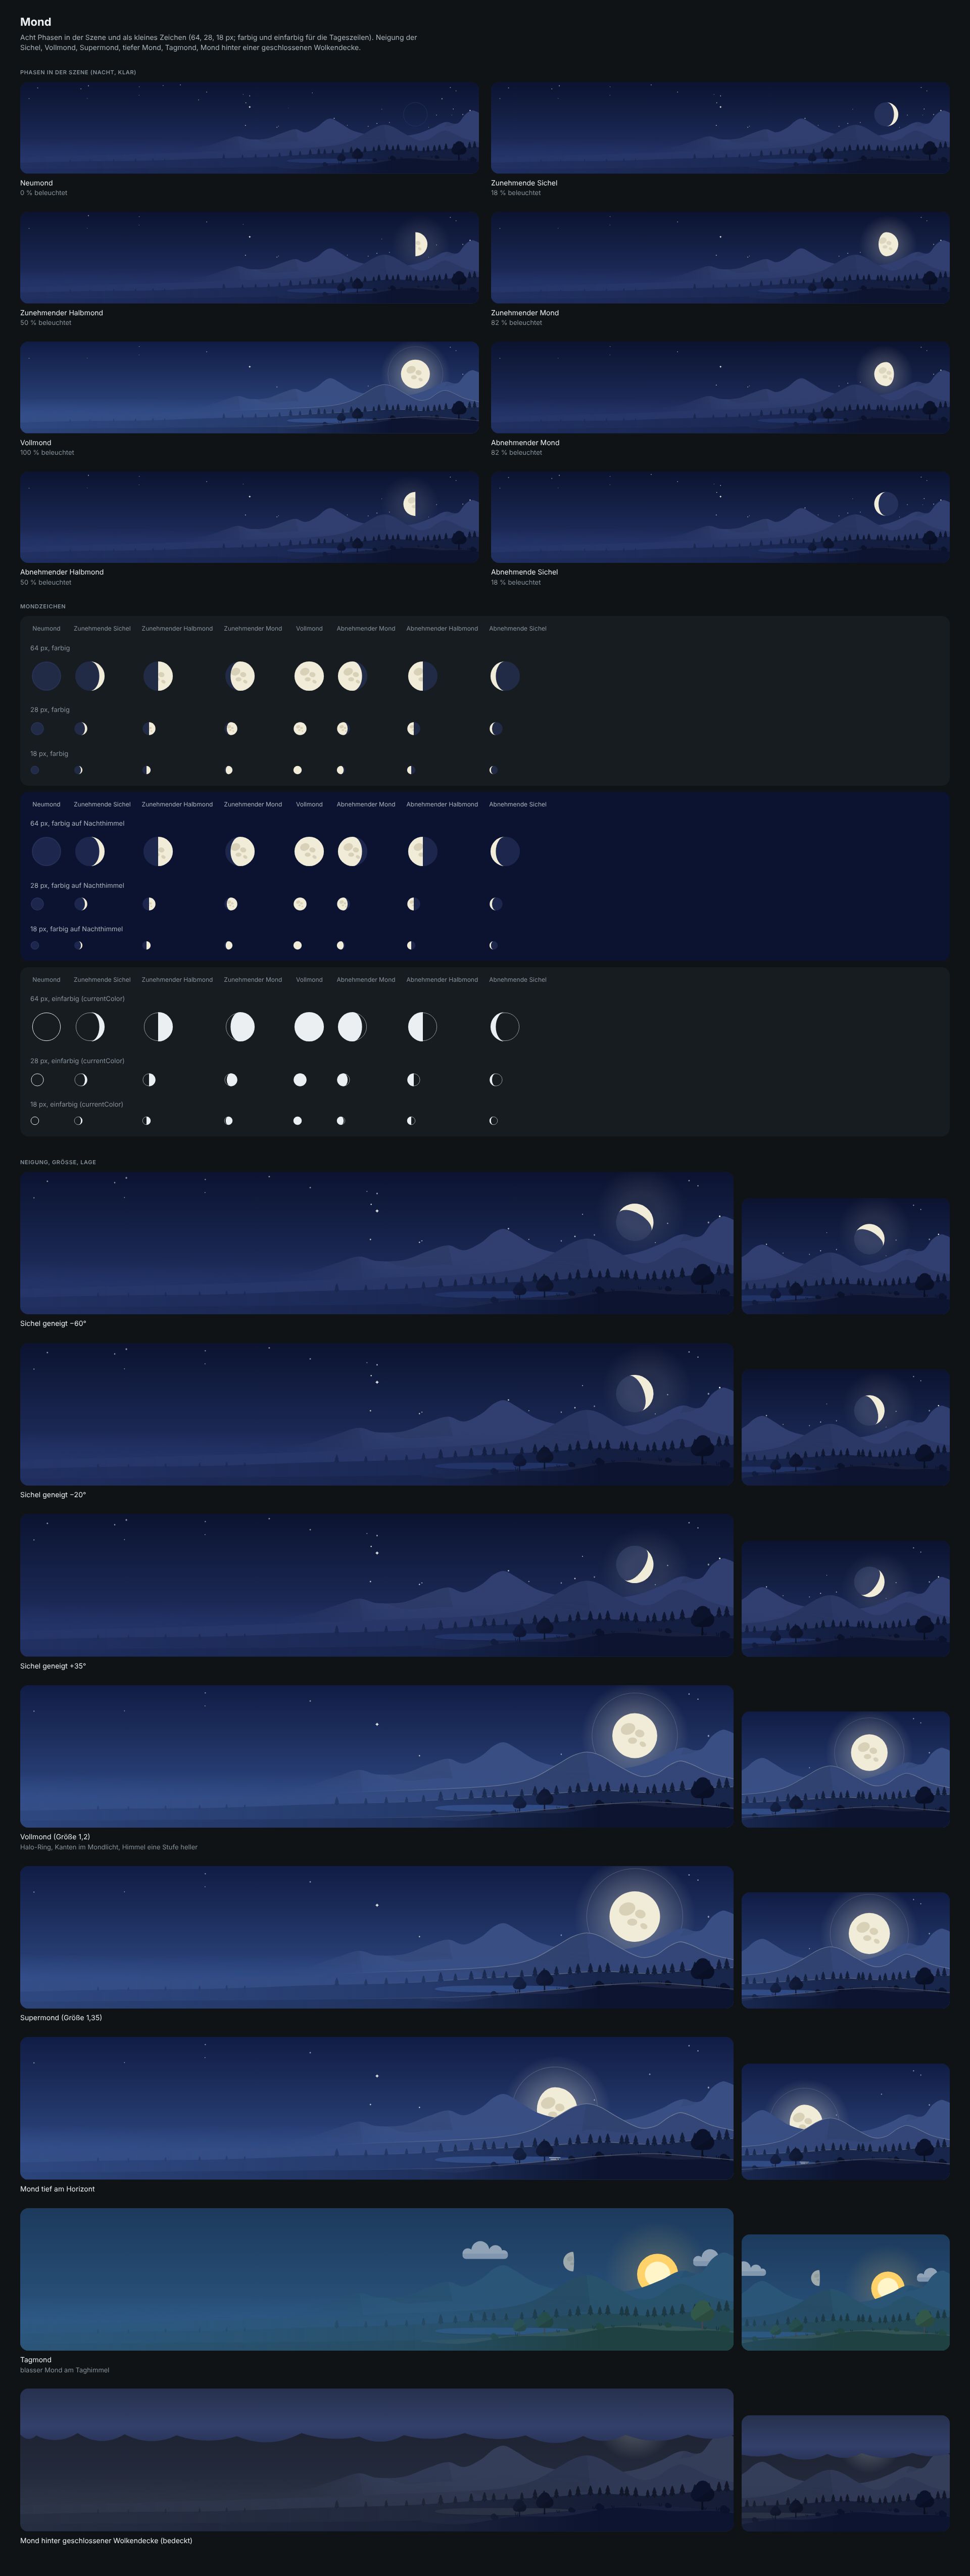 Mond
Acht Phasen in der Szene und als kleines Zeichen (64, 28, 18 px; farbig und einfarbig für die Tageszeilen). Neigung der
Sichel, Vollmond, Supermond, tiefer Mond, Tagmond, Mond hinter einer geschlossenen Wolkendecke.
PHASEN IN DER SZENE (NACHT, KLAR)
Neumond
0 % beleuchtet
Zunehmende Sichel
18 % beleuchtet
Zunehmender Halbmond
50 % beleuchtet
Zunehmender Mond
82 % beleuchtet
Vollmond
100 % beleuchtet
Abnehmender Mond
82 % beleuchtet
Abnehmender Halbmond
50 % beleuchtet
Abnehmende Sichel
18 % beleuchtet
MONDZEICHEN
Neumond Zunehmende Sichel Zunehmender Halbmond Zunehmender Mond Vollmond Abnehmender Mond Abnehmender Halbmond Abnehmende Sichel
64 px, farbig
28 px, farbig
18 px, farbig
Neumond Zunehmende Sichel Zunehmender Halbmond Zunehmender Mond Vollmond Abnehmender Mond Abnehmender Halbmond Abnehmende Sichel
64 px, farbig auf Nachthimmel
28 px, farbig auf Nachthimmel
18 px, farbig auf Nachthimmel
Neumond Zunehmende Sichel Zunehmender Halbmond Zunehmender Mond Vollmond Abnehmender Mond Abnehmender Halbmond Abnehmende Sichel
64 px, einfarbig (currentColor)
28 px, einfarbig (currentColor)
18 px, einfarbig (currentColor)
NEIGUNG, GRÖSSE, LAGE
Sichel geneigt −60°
Sichel geneigt −20°
Sichel geneigt +35°
Vollmond (Größe 1,2)
Halo-Ring, Kanten im Mondlicht, Himmel eine Stufe heller
Supermond (Größe 1,35)
Mond tief am Horizont
Tagmond
blasser Mond am Taghimmel
Mond hinter geschlossener Wolkendecke (bedeckt)